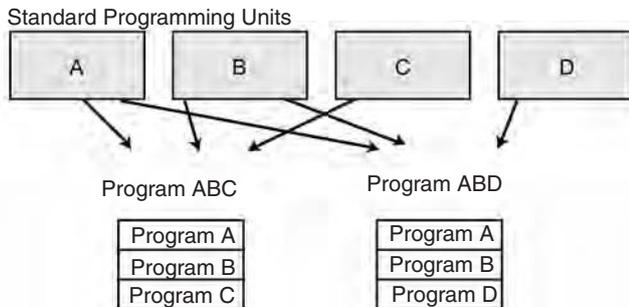 Standard Programming Units
A B C D
Program ABC Program ABD
Program A Program A
Program B Program B
Program C Program D